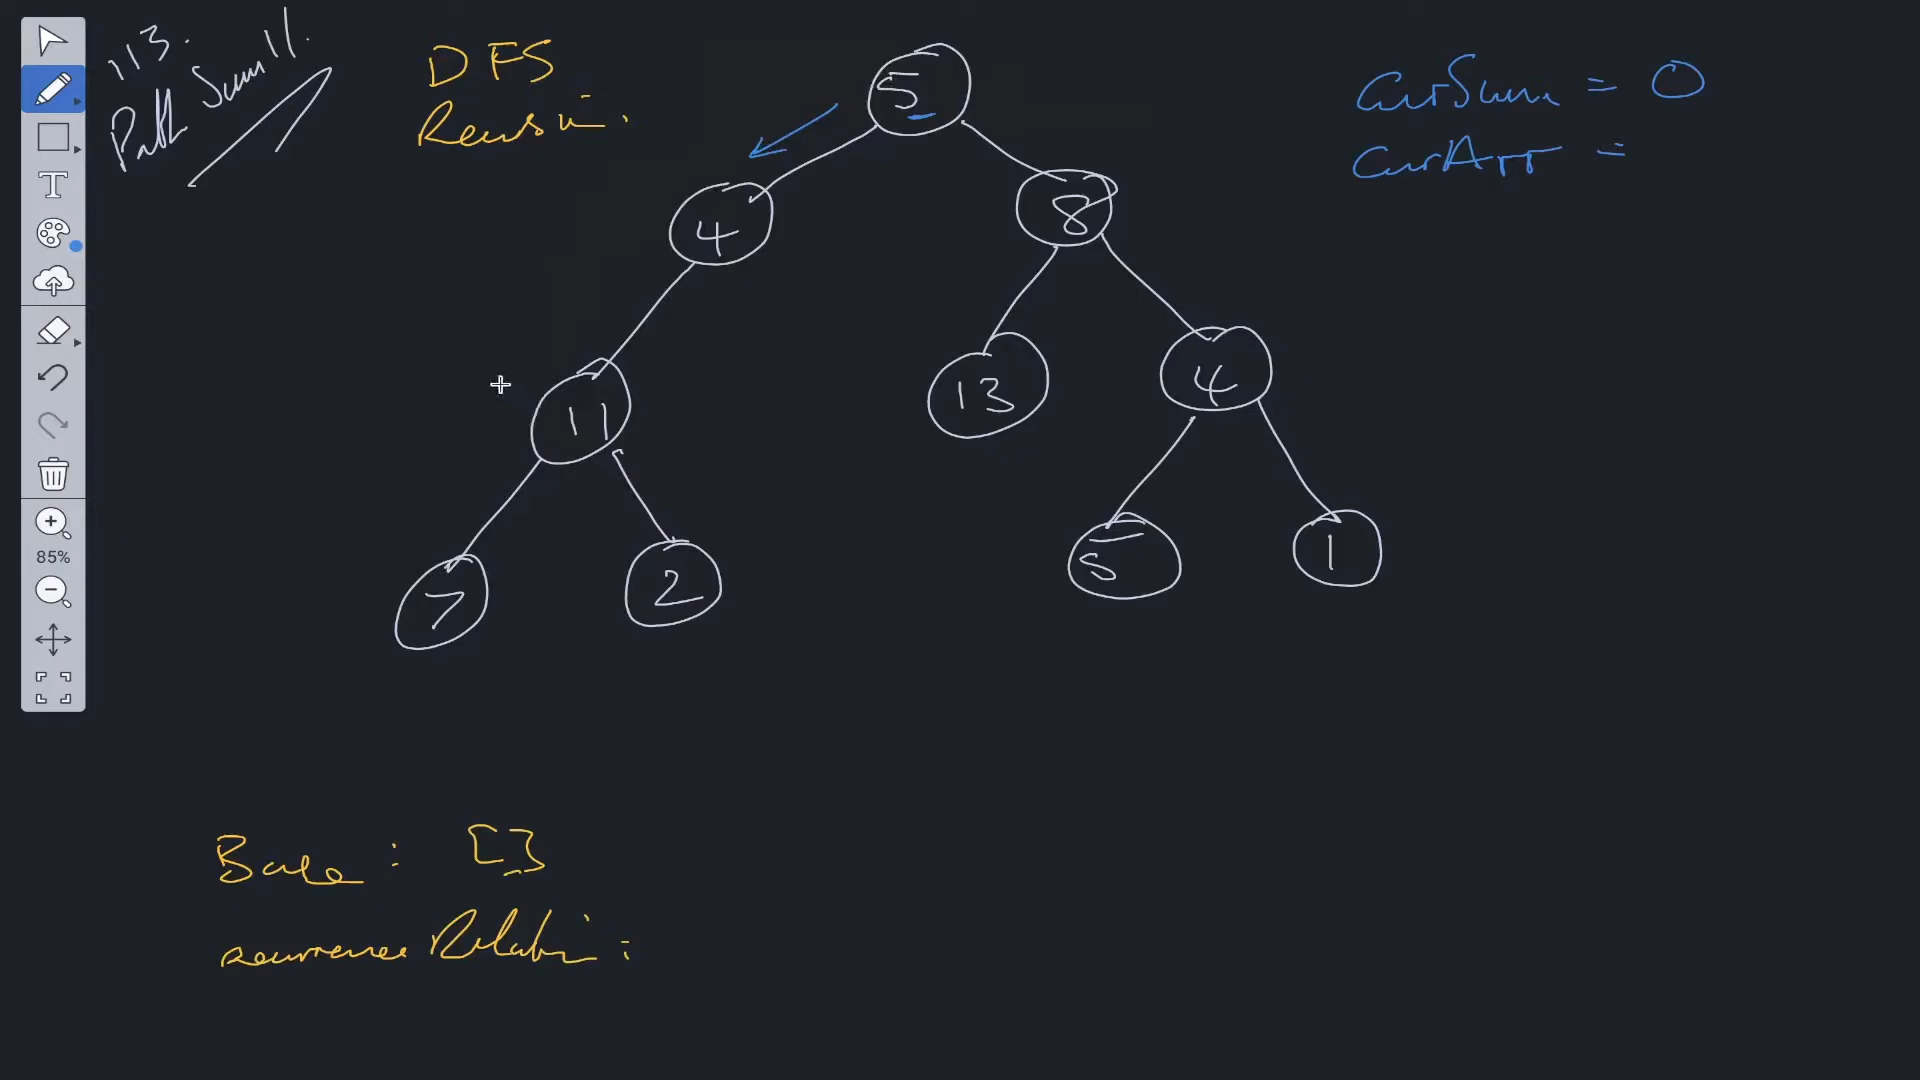 113.
Path Sum II.
DFS
Recursion.
curSum = 0
curArr =
5
4
8
11
13
4
7
2
5
1
85%
Base : []
recurrence Relation :